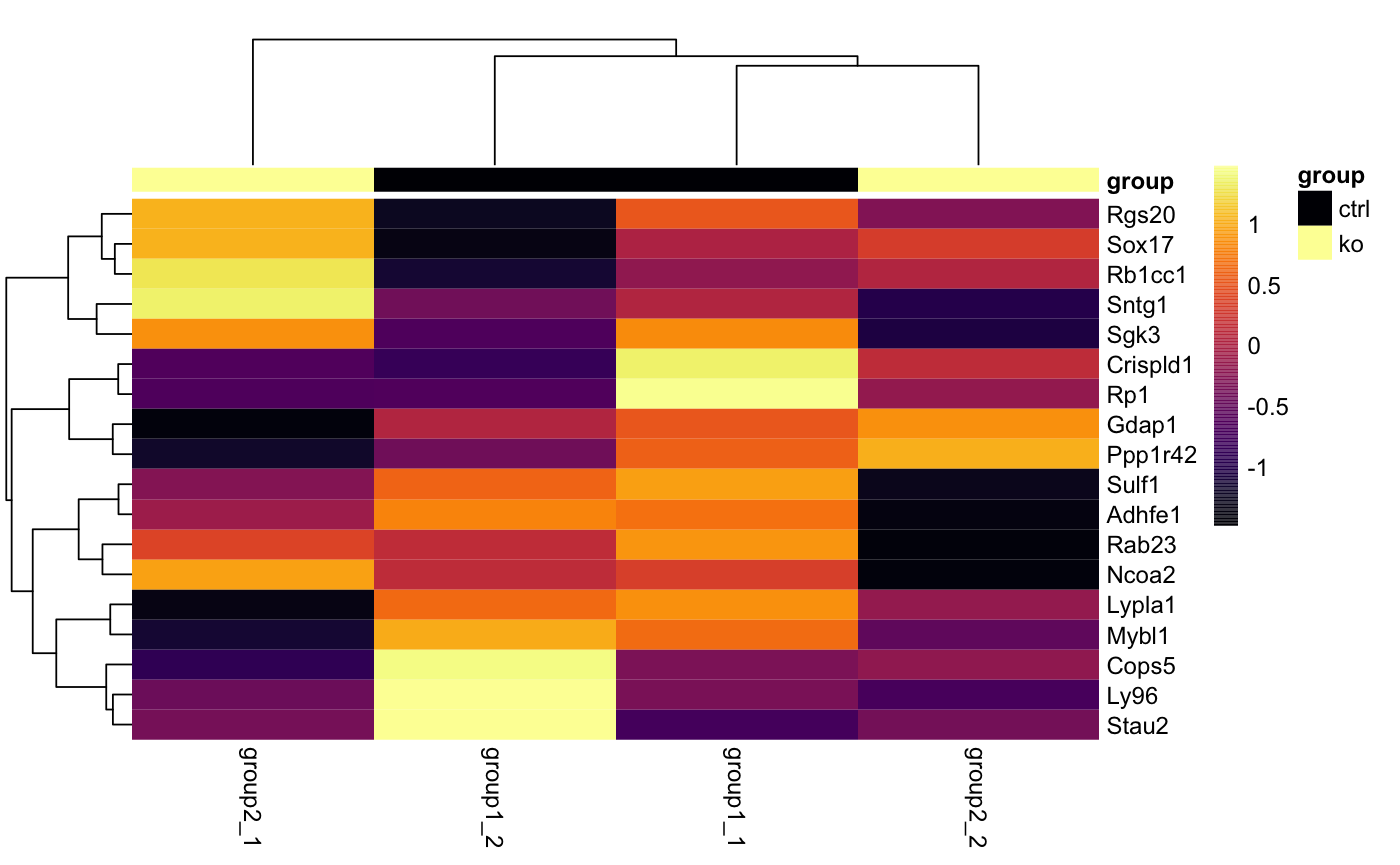 group
Rgs20
Sox17
Rb1cc1
Sntg1
Sgk3
Crispld1
Rp1
Gdap1
Ppp1r42
Sulf1
Adhfe1
Rab23
Ncoa2
Lypla1
Mybl1
Cops5
Ly96
Stau2
group2_1
group1_2
group1_1
group2_2
1
0.5
0
-0.5
-1
group
ctrl
ko